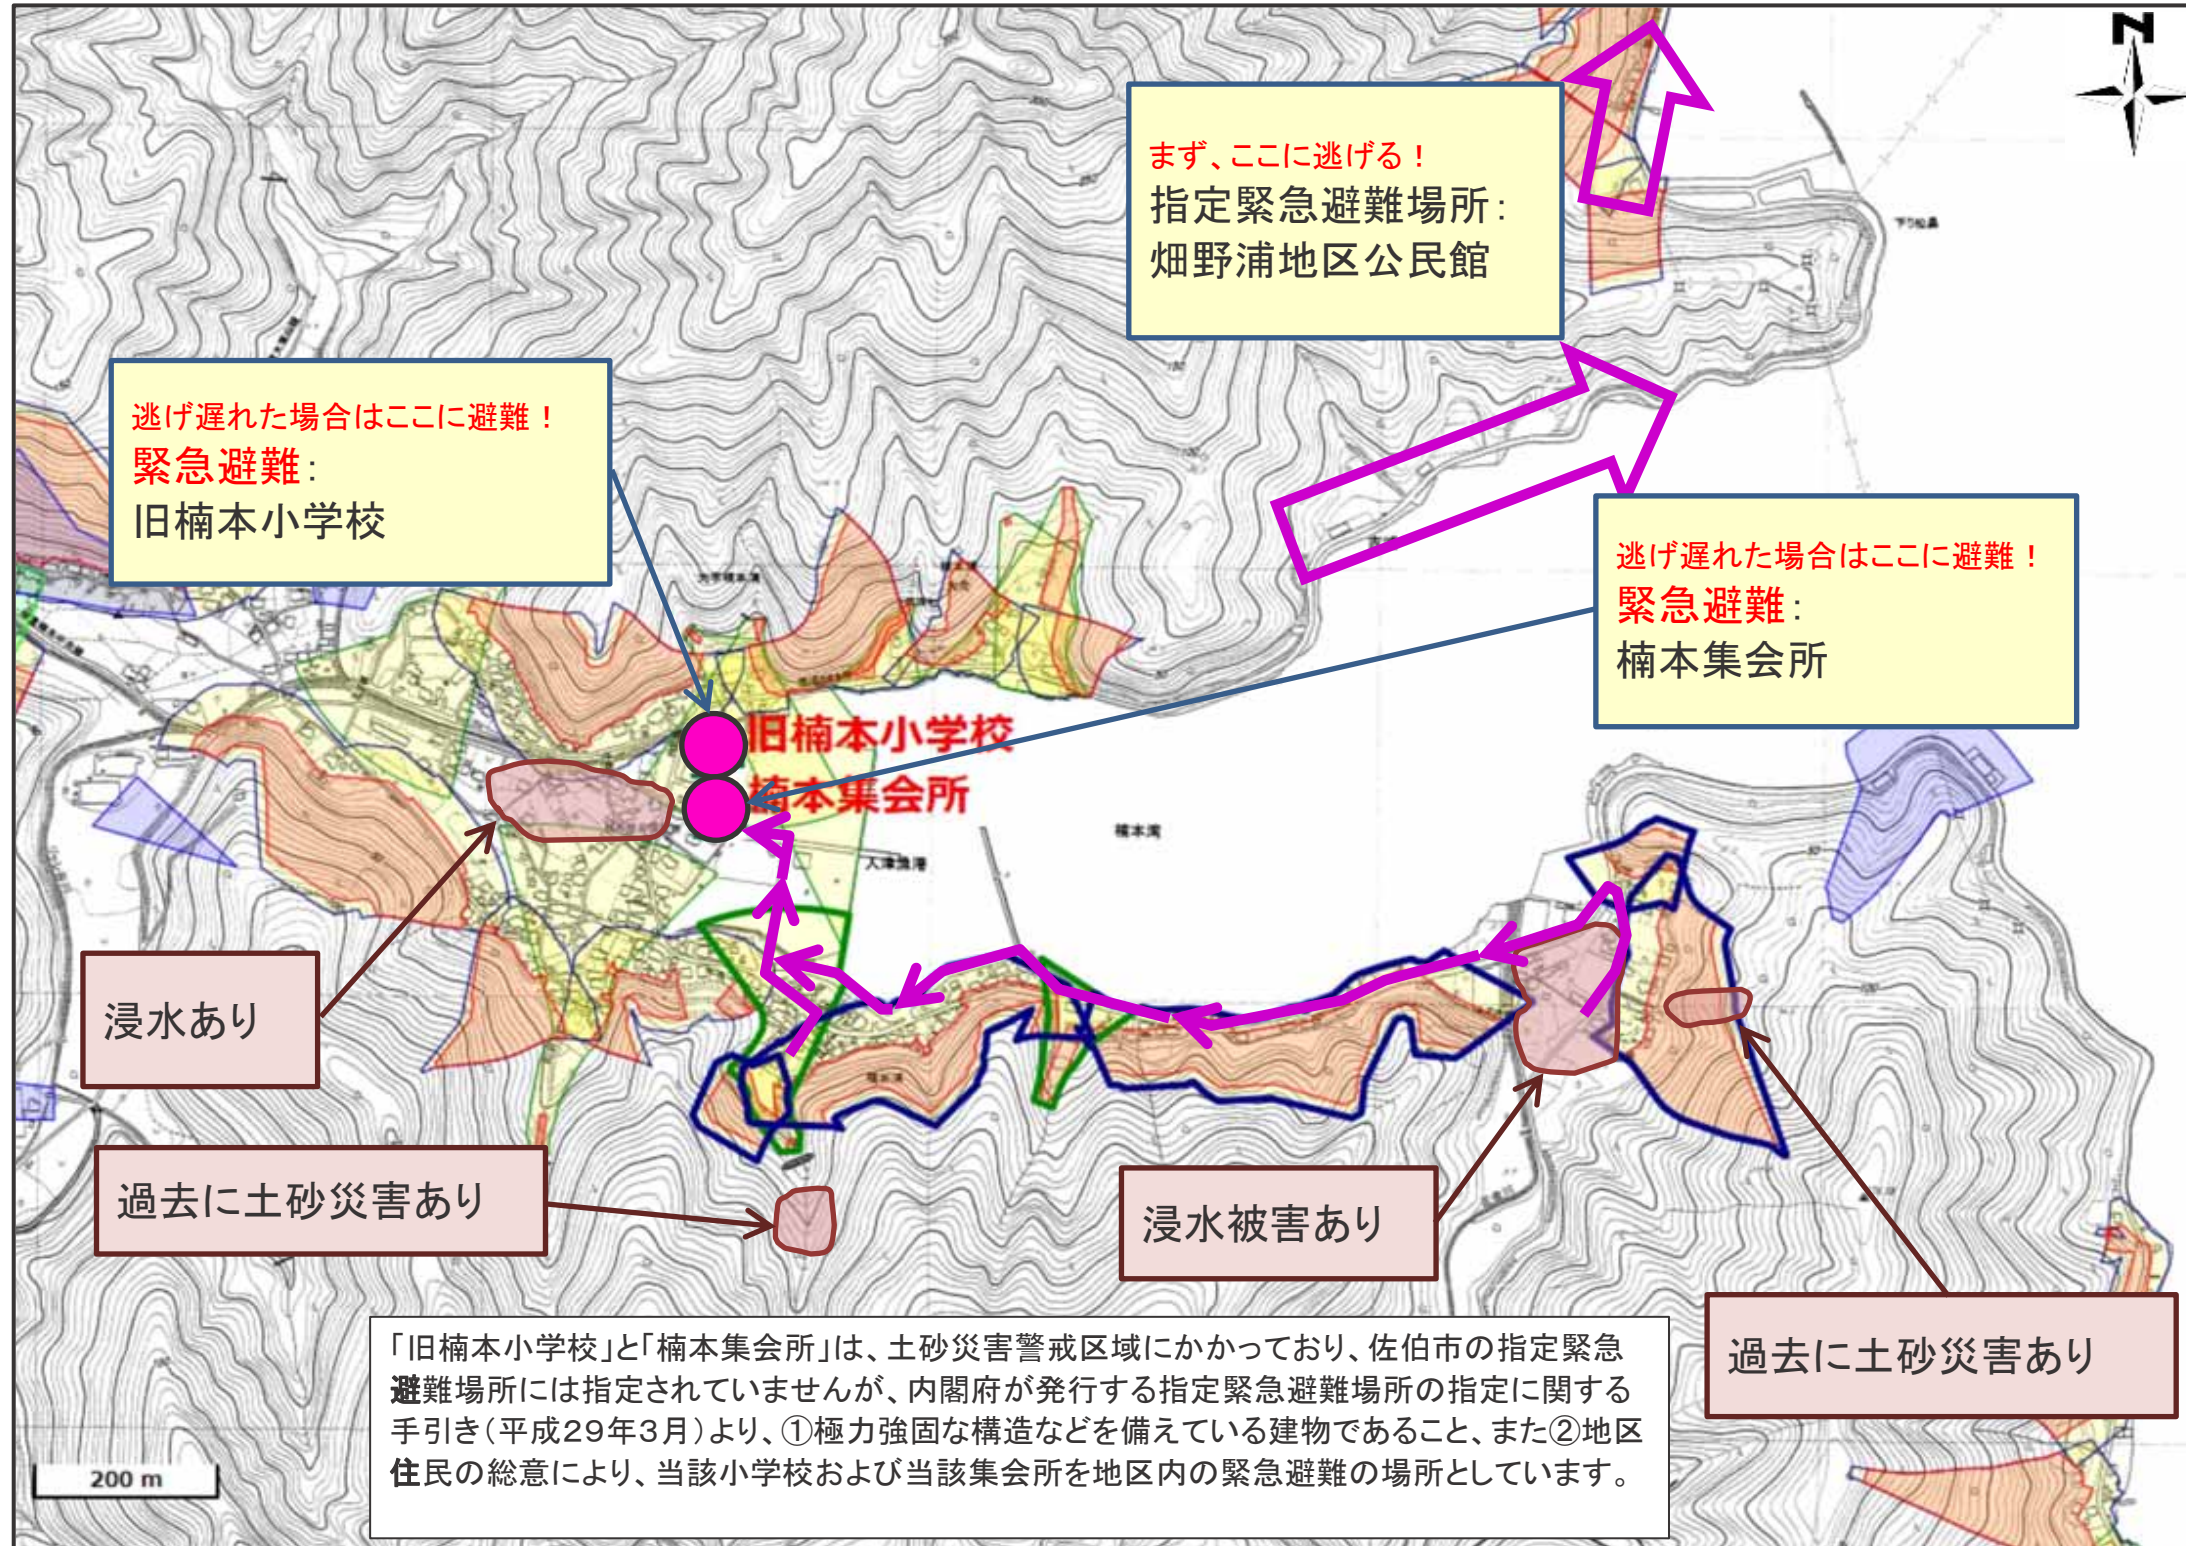 N
まず、ここに逃げる！
指定緊急避難場所：
畑野浦地区公民館
逃げ遅れた場合はここに避難！
緊急避難：
旧楠本小学校
逃げ遅れた場合はここに避難！
緊急避難：
楠本集会所
旧楠本小学校
楠本集会所
楠本湾
入津漁港
浸水あり
過去に土砂災害あり
浸水被害あり
過去に土砂災害あり
「旧楠本小学校」と「楠本集会所」は、土砂災害警戒区域にかかっており、佐伯市の指定緊急
避難場所には指定されていませんが、内閣府が発行する指定緊急避難場所の指定に関する
手引き（平成２９年３月）より、①極力強固な構造などを備えている建物であること、また②地区
住民の総意により、当該小学校および当該集会所を地区内の緊急避難の場所としています。
200 m